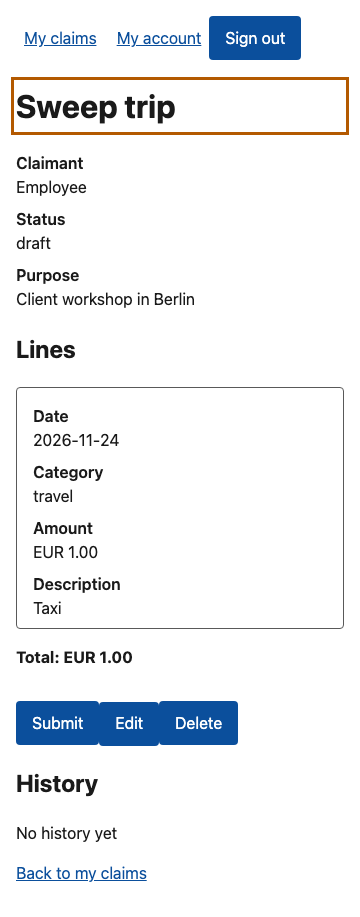 My claims My account Sign out
Sweep trip
Claimant
Employee
Status
draft
Purpose
Client workshop in Berlin
Lines
Date
2026-11-24
Category
travel
Amount
EUR 1.00
Description
Taxi
Total: EUR 1.00
Submit Edit Delete
History
No history yet
Back to my claims